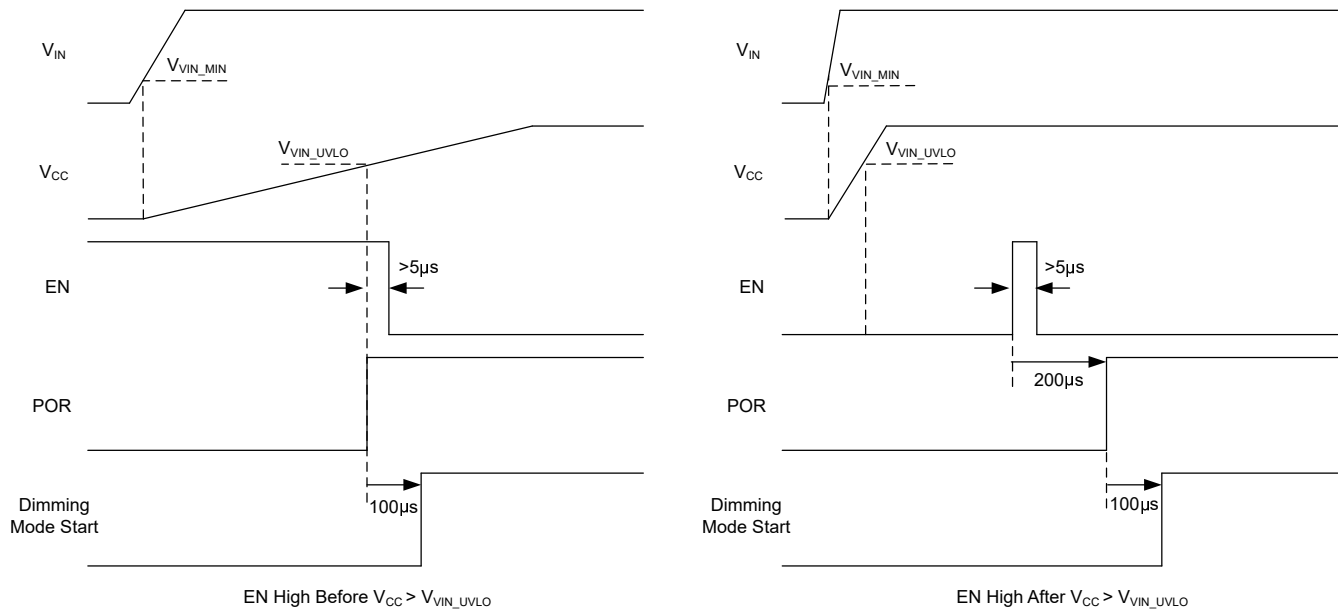 V_IN
V_VIN_MIN
V_CC
V_VIN_UVLO
EN
>5μs
POR
100μs
Dimming
Mode Start
EN High Before V_CC > V_VIN_UVLO
V_IN
V_VIN_MIN
V_CC
V_VIN_UVLO
EN
>5μs
200μs
POR
100μs
Dimming
Mode Start
EN High After V_CC > V_VIN_UVLO